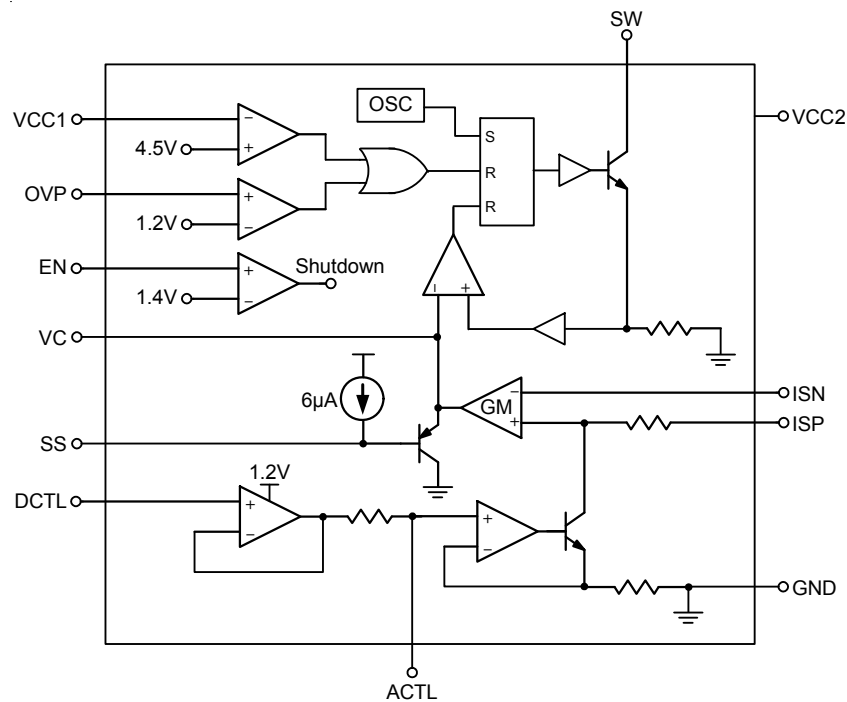 SW
VCC1
−
4.5V
+
OSC
S
R
R
VCC2
OVP
+
1.2V
−
EN
+
1.4V
−
Shutdown
− +
VC
6µA
GM
−
+
ISN
ISP
SS
1.2V
DCTL
+
−
+
−
GND
ACTL